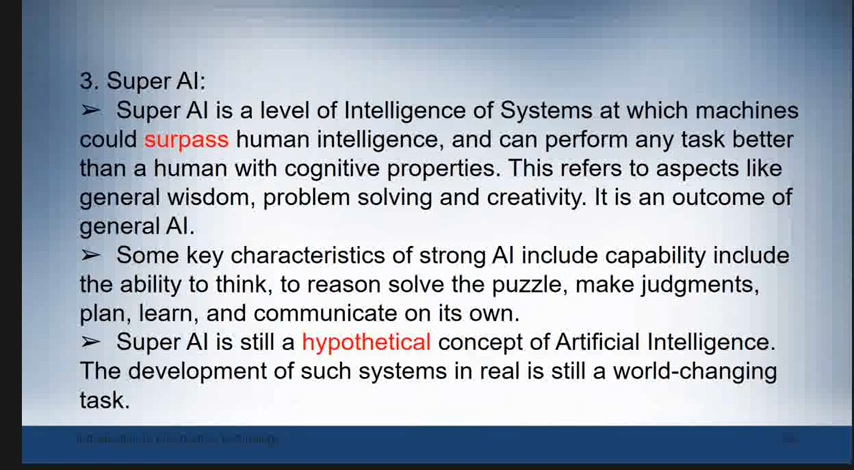 3. Super AI:
➢ Super AI is a level of Intelligence of Systems at which machines
could surpass human intelligence, and can perform any task better
than a human with cognitive properties. This refers to aspects like
general wisdom, problem solving and creativity. It is an outcome of
general AI.
➢ Some key characteristics of strong AI include capability include
the ability to think, to reason solve the puzzle, make judgments,
plan, learn, and communicate on its own.
➢ Super AI is still a hypothetical concept of Artificial Intelligence.
The development of such systems in real is still a world-changing
task.